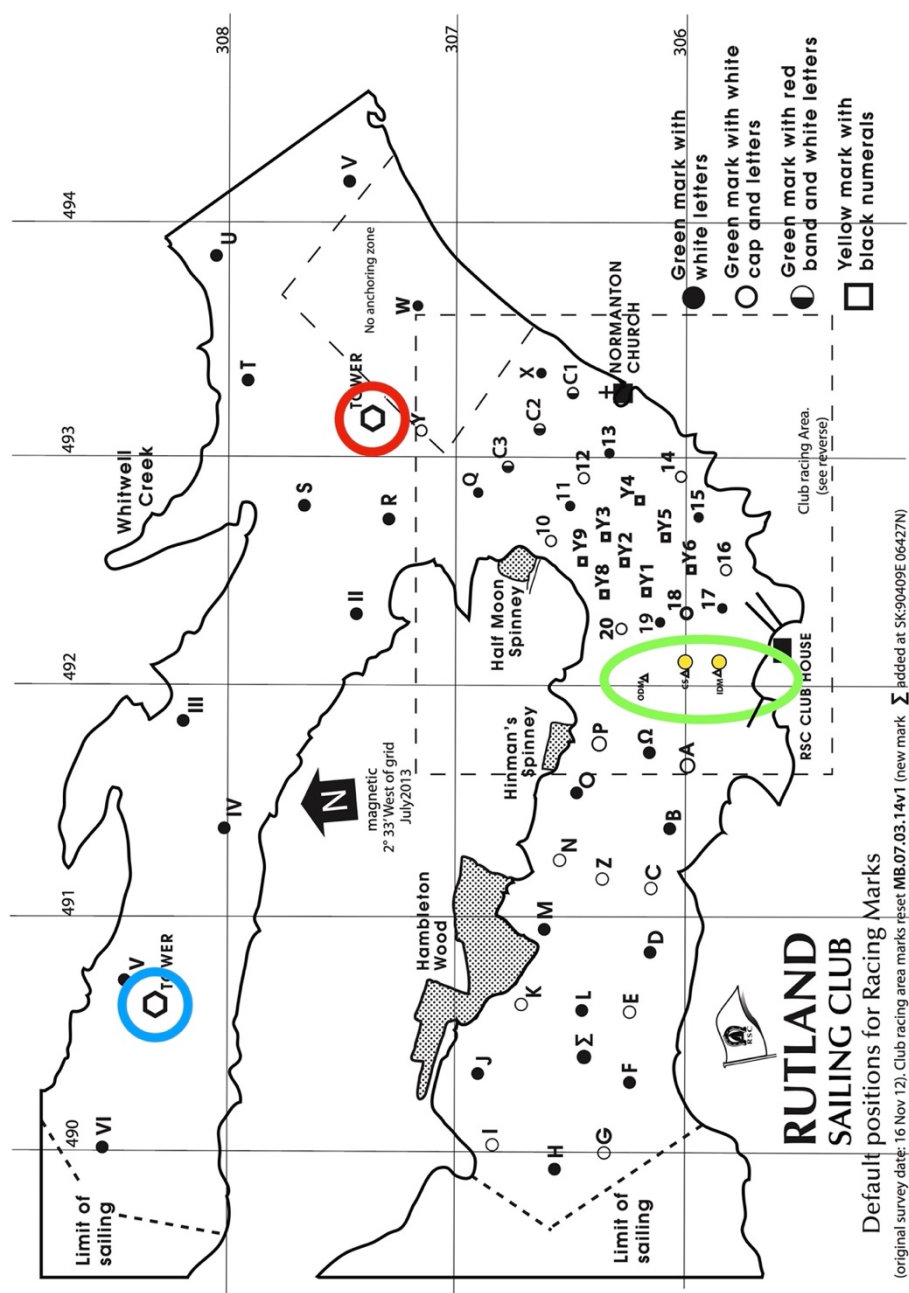 490
491
492
493
494
Limit of
sailing
VI
V
TOWER
IV
III
Whitwell
Creek
II
S
R
T
U
308
TOWER
No anchoring zone
V
W
Y
N
magnetic
2° 33' West of grid
July2013
Hambleton
Wood
Half Moon
Spinney
Hinman's
Spinney
307
I
J
K
H
G
Σ
L
M
N
O
P
Q
C3
C2
C1
X
F
E
D
Z
C
B
Ω
A
10
11
12
13
14
15
16
17
18
19
20
Y9
Y8
Y3
Y2
Y4
Y1
Y5
Y6
ODM
CS
IDM
NORMANTON
CHURCH
Limit of
sailing
306
RSC CLUB HOUSE
Club racing Area.
(see reverse)
Green mark with
white letters
Green mark with white
cap and letters
Green mark with red
band and white letters
Yellow mark with
black numerals
RSC
RUTLAND
SAILING CLUB
Default positions for Racing Marks
(original survey date: 16 Nov 12). Club racing area marks reset MB.07.03.14v1 (new mark Σ added at SK:90409E 06427N)